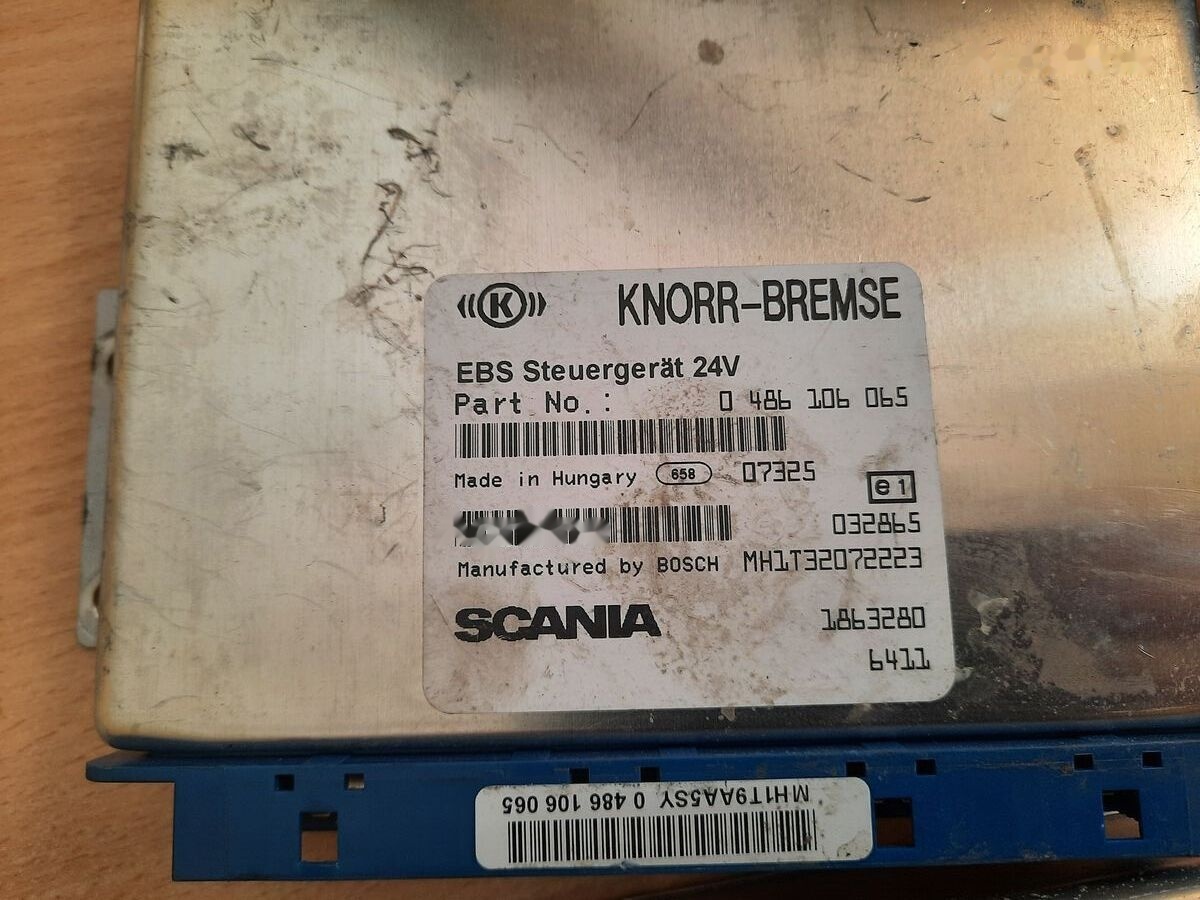 K KNORR-BREMSE
EBS Steuergerät 24V
Part No.: 0 486 106 065
Made in Hungary 658 07325
e1
032865
Manufactured by BOSCH MH1T32072223
SCANIA 1863280
6411
MH1T9AA5SY 0 486 106 065